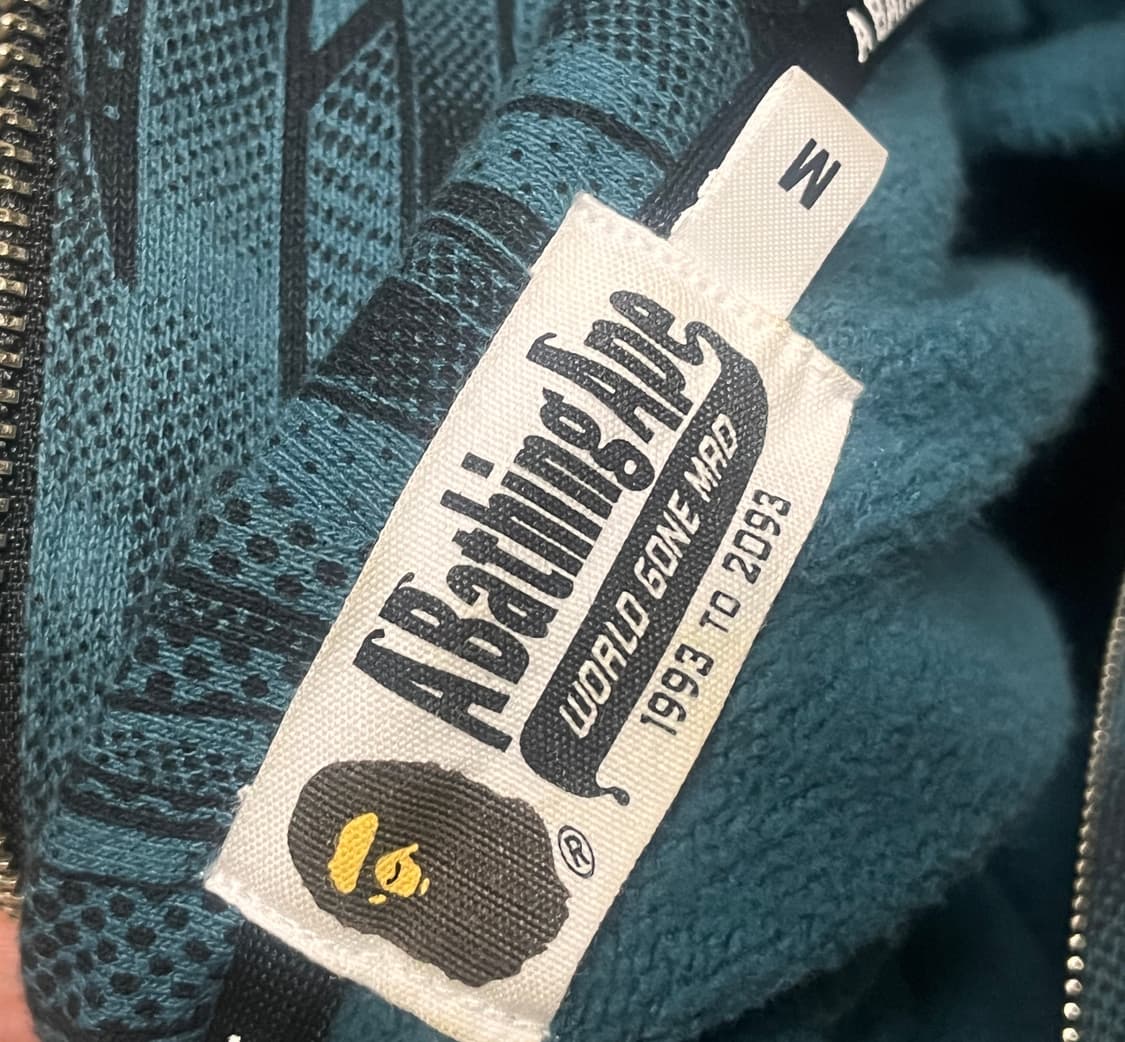 M
ABathingApe
WORLD GONE MAD
1993 TO 2093
®